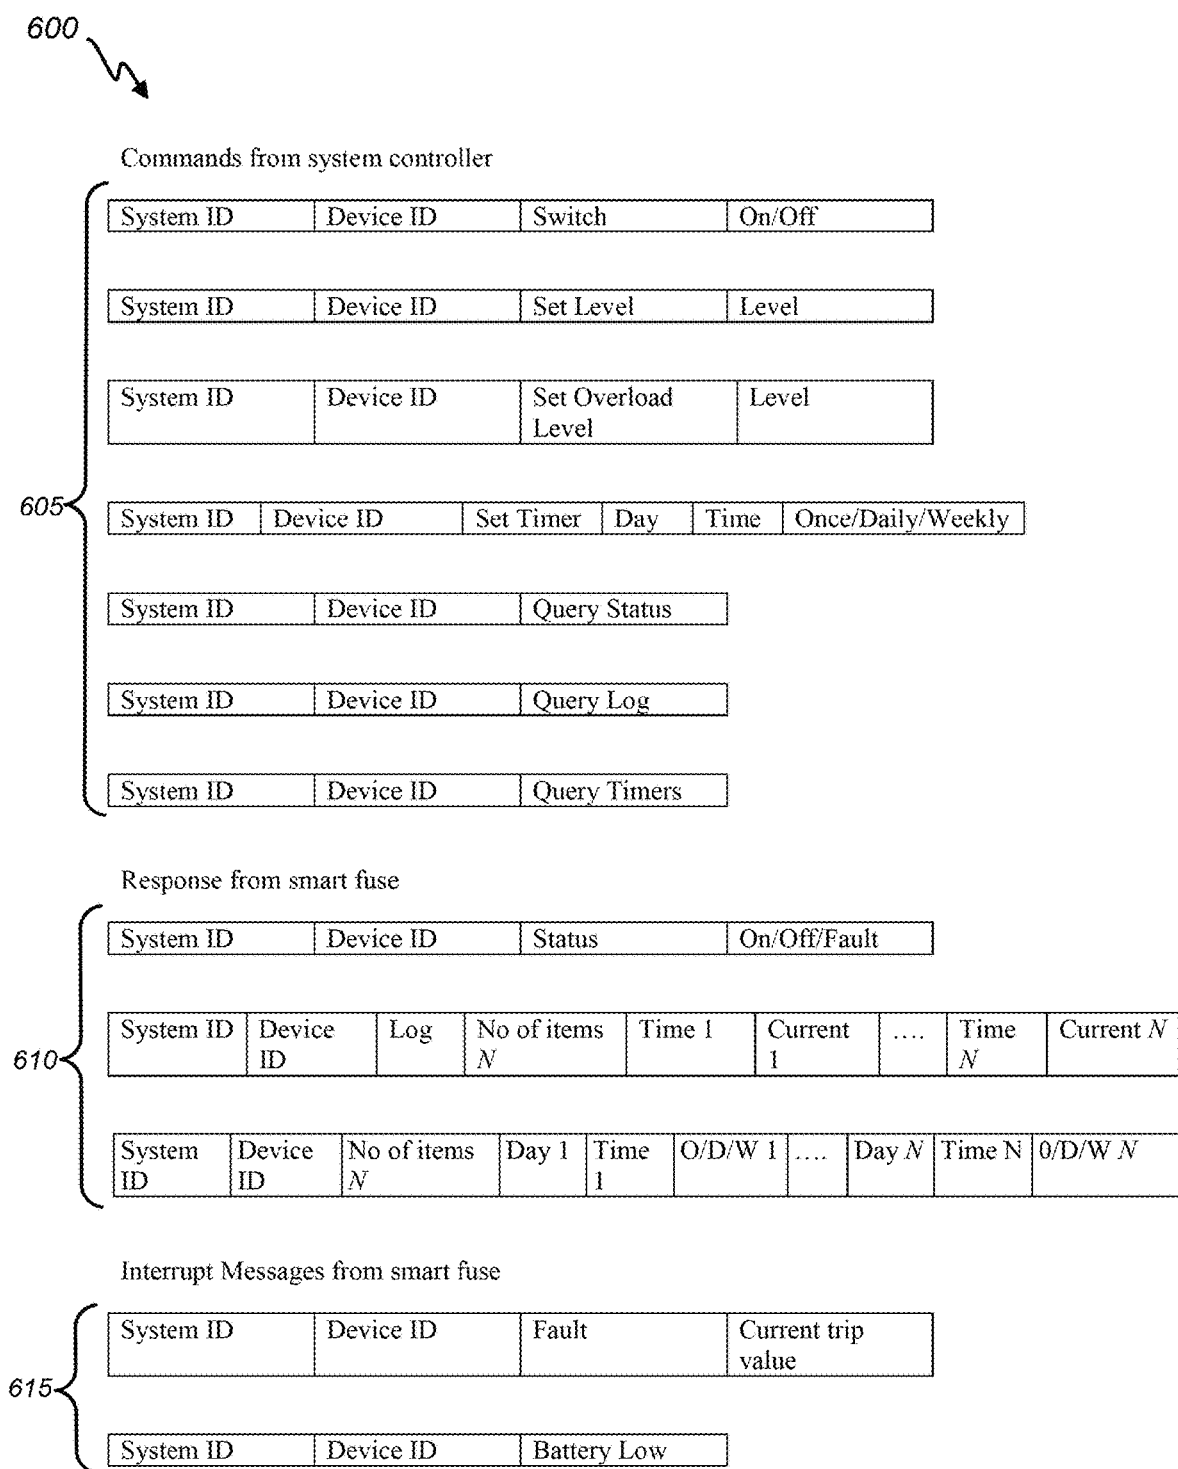 600
Commands from system controller
System ID Device ID Switch On/Off
System ID Device ID Set Level Level
System ID Device ID Set Overload Level Level
605
System ID Device ID Set Timer Day Time Once/Daily/Weekly
System ID Device ID Query Status
System ID Device ID Query Log
System ID Device ID Query Timers
Response from smart fuse
System ID Device ID Status On/Off/Fault
610
System ID Device ID Log No of items N Time 1 Current 1 .... Time N Current N
System ID Device ID No of items N Day 1 Time 1 O/D/W 1 .... Day N Time N 0/D/W N
Interrupt Messages from smart fuse
System ID Device ID Fault Current trip value
615
System ID Device ID Battery Low